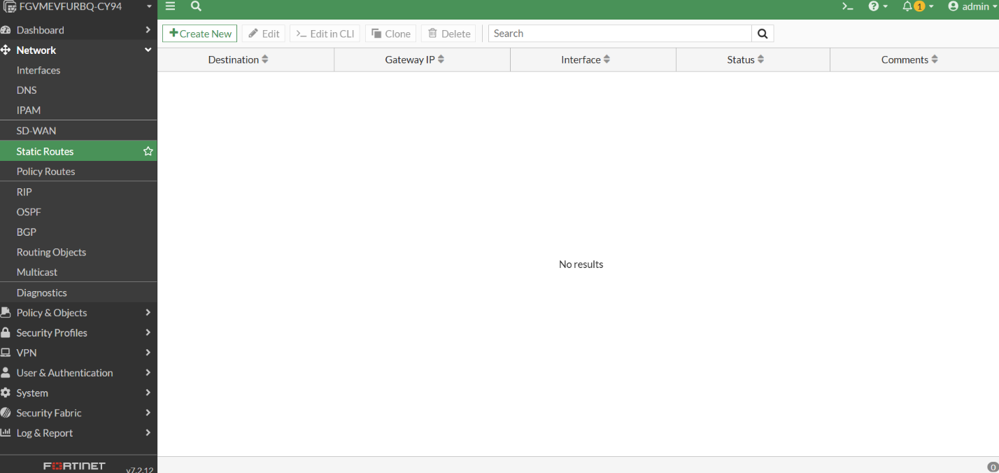 FGVMEVFURBQ-CY94
1
admin
Dashboard
Network
Interfaces
DNS
IPAM
SD-WAN
Static Routes
Policy Routes
RIP
OSPF
BGP
Routing Objects
Multicast
Diagnostics
Policy & Objects
Security Profiles
VPN
User & Authentication
System
Security Fabric
Log & Report
FORTINET
v7.2.12
Create New Edit Edit in CLI Clone Delete Search
Destination Gateway IP Interface Status Comments
No results
0